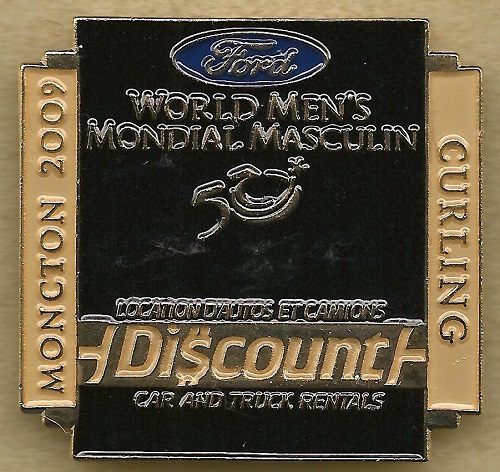 Ford
WORLD MEN'S
MONDIAL MASCULIN
50
MONCTON 2009
CURLING
LOCATION D'AUTOS ET CAMIONS
Di$count
CAR AND TRUCK RENTALS